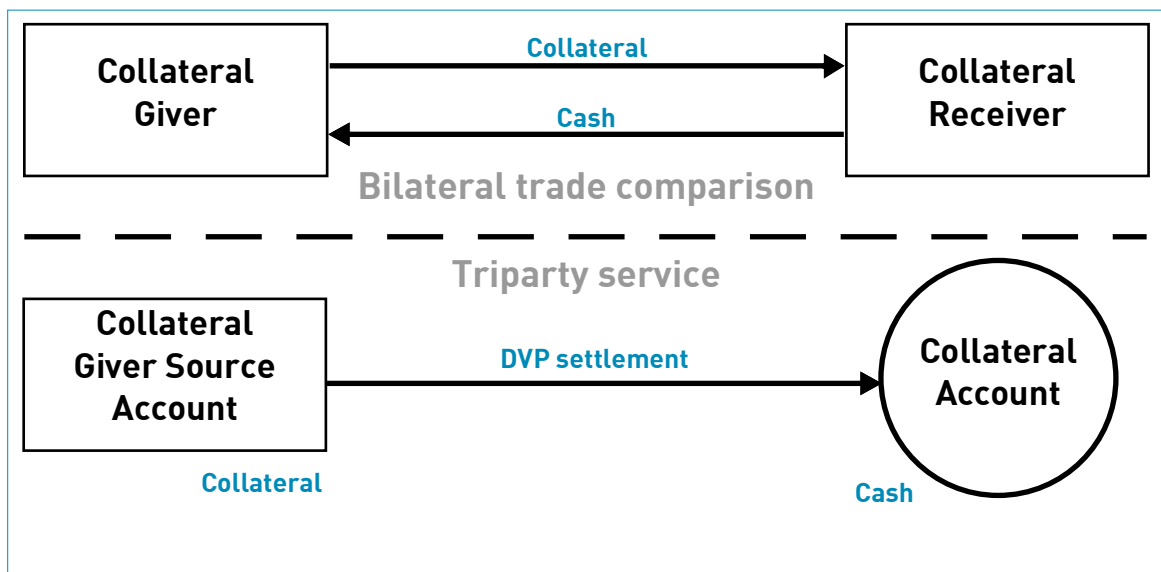 Collateral
Giver
Collateral
Cash
Collateral
Receiver
Bilateral trade comparison
Triparty service
Collateral
Giver Source
Account
DVP settlement
Collateral
Account
Collateral
Cash